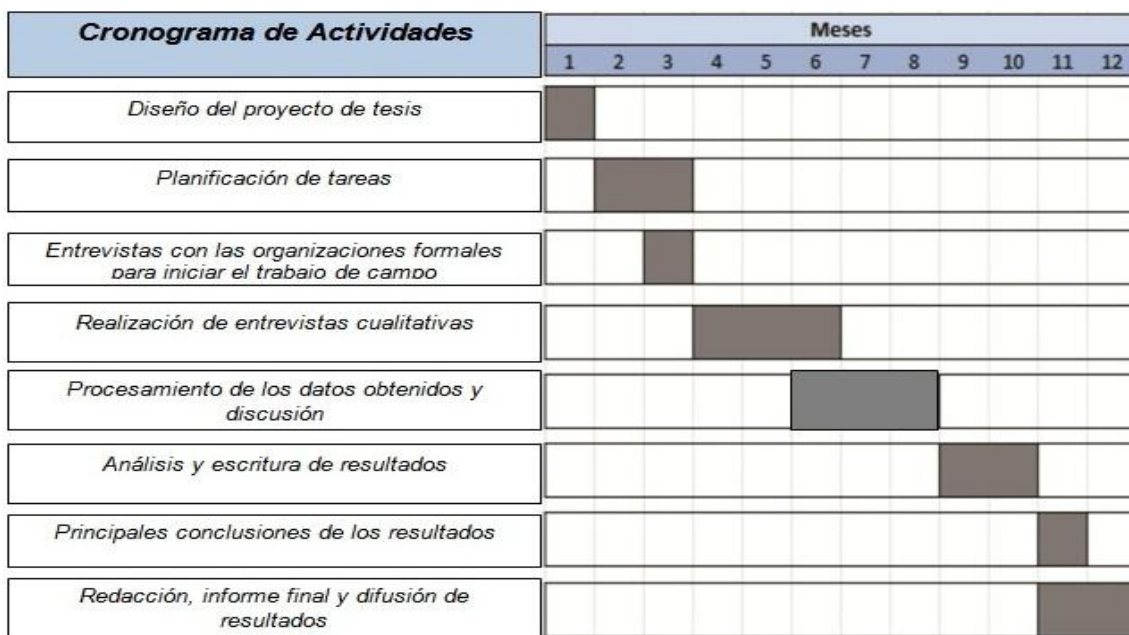 Cronograma de Actividades
Meses
1 2 3 4 5 6 7 8 9 10 11 12
Diseño del proyecto de tesis
Planificación de tareas
Entrevistas con las organizaciones formales
para iniciar el trabajo de campo
Realización de entrevistas cualitativas
Procesamiento de los datos obtenidos y
discusión
Análisis y escritura de resultados
Principales conclusiones de los resultados
Redacción, informe final y difusión de
resultados